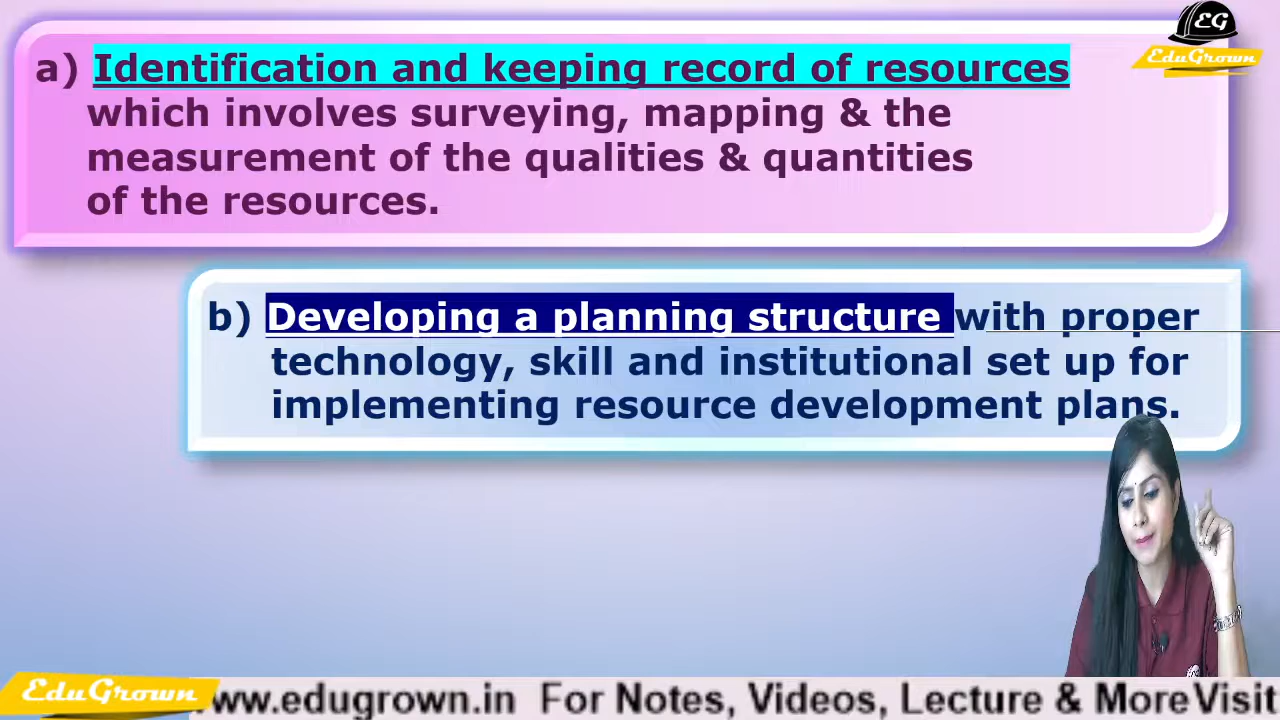 EG
EduGrown
a) Identification and keeping record of resources
which involves surveying, mapping & the
measurement of the qualities & quantities
of the resources.
b) Developing a planning structure with proper
technology, skill and institutional set up for
implementing resource development plans.
EduGrown www.edugrown.in For Notes, Videos, Lecture & More Visit